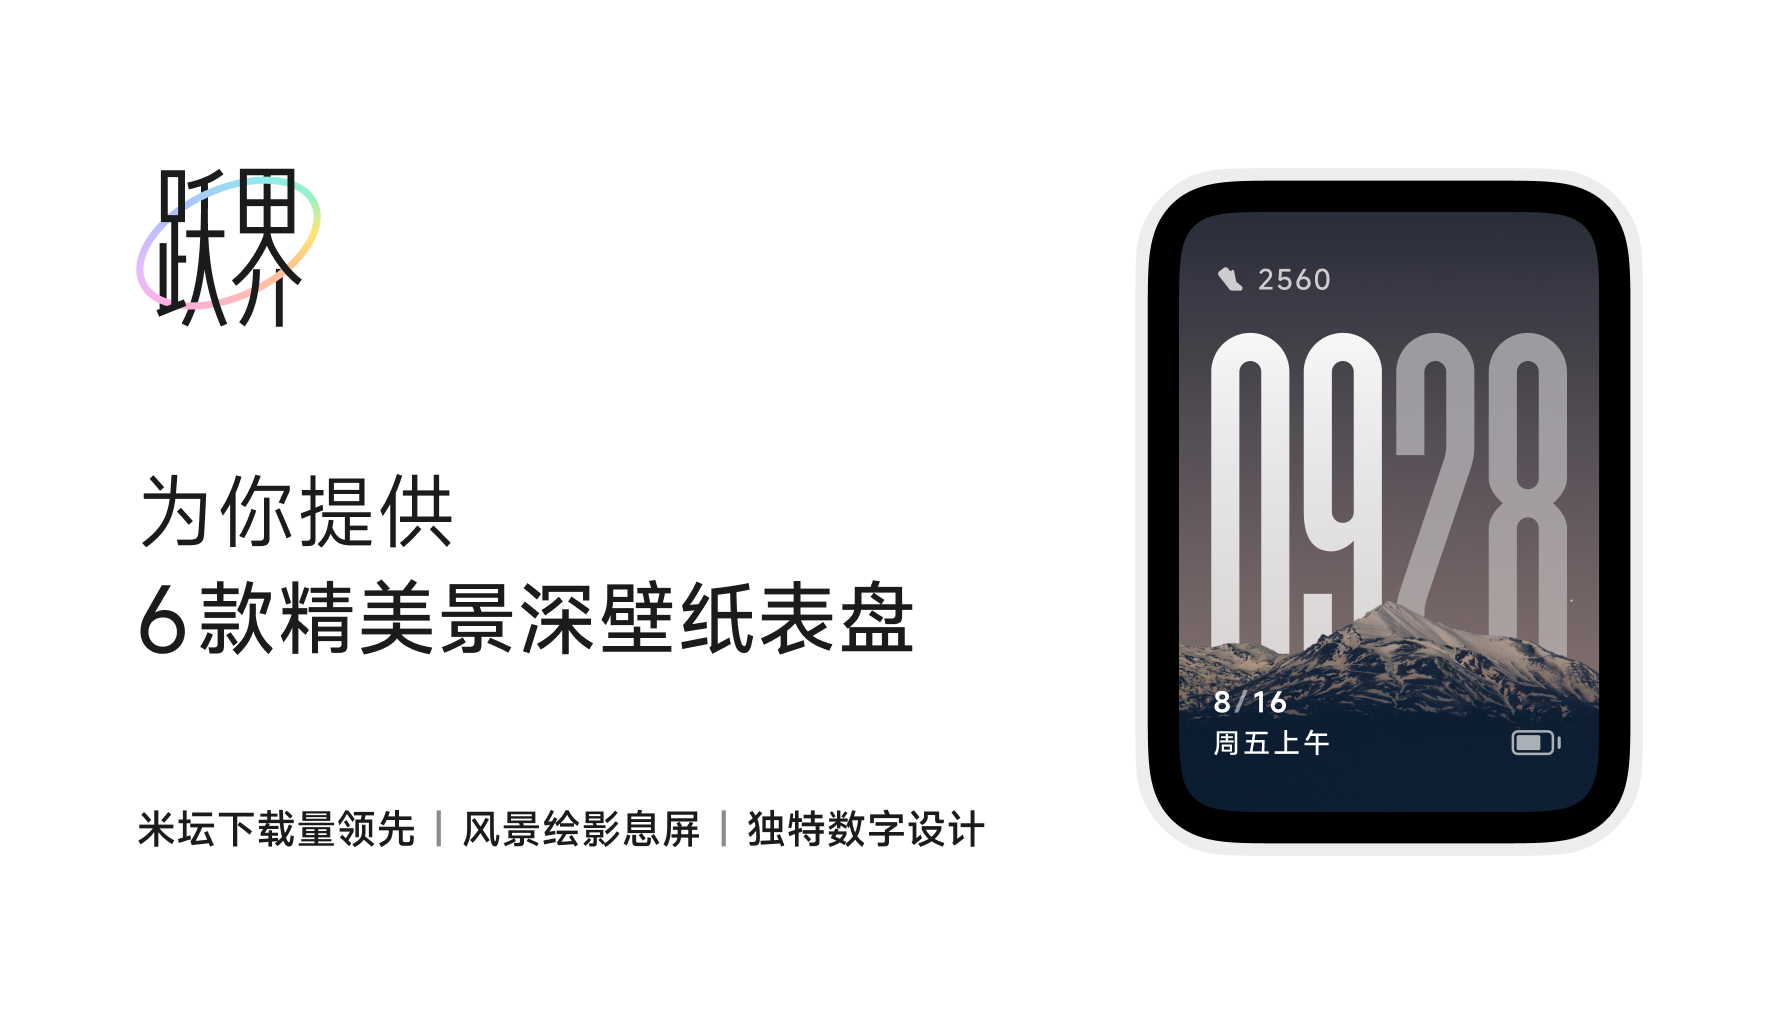 跃界
为你提供
6款精美景深壁纸表盘
米坛下载量领先 | 风景绘影息屏 | 独特数字设计
2560
0928
8/16
周五上午